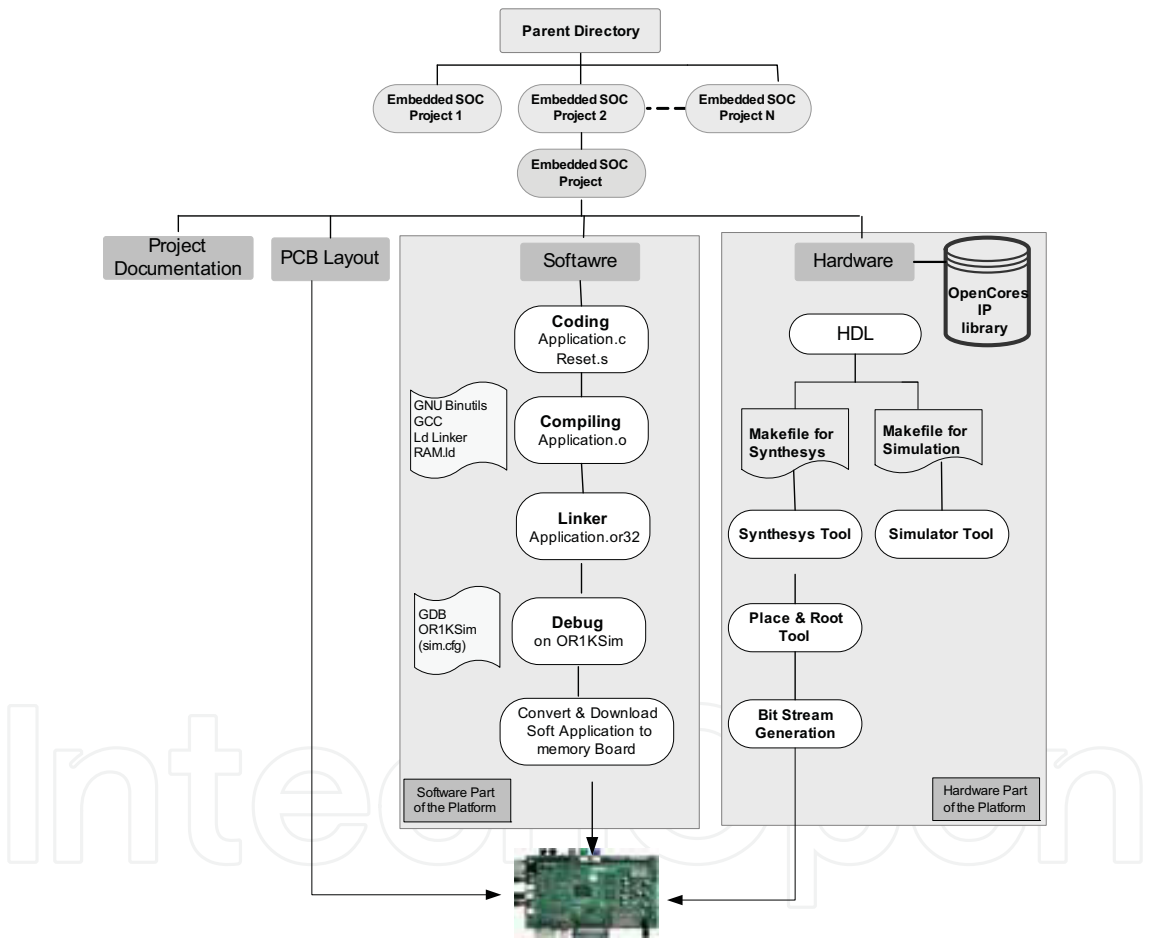 Parent Directory
Embedded SOC
Project 1
Embedded SOC
Project 2
Embedded SOC
Project N
Embedded SOC
Project
Project
Documentation
PCB Layout
Softawre
Hardware
OpenCores
IP
library
Coding
Application.c
Reset.s
HDL
GNU Binutils
GCC
Ld Linker
RAM.ld
Compiling
Application.o
Makefile for
Synthesys
Makefile for
Simulation
Linker
Application.or32
Synthesys Tool
Simulator Tool
GDB
OR1KSim
(sim.cfg)
Debug
on OR1KSim
Place & Root
Tool
Convert & Download
Soft Application to
memory Board
Bit Stream
Generation
Software Part
of the Platform
Hardware Part
of the Platform
IntechOpen